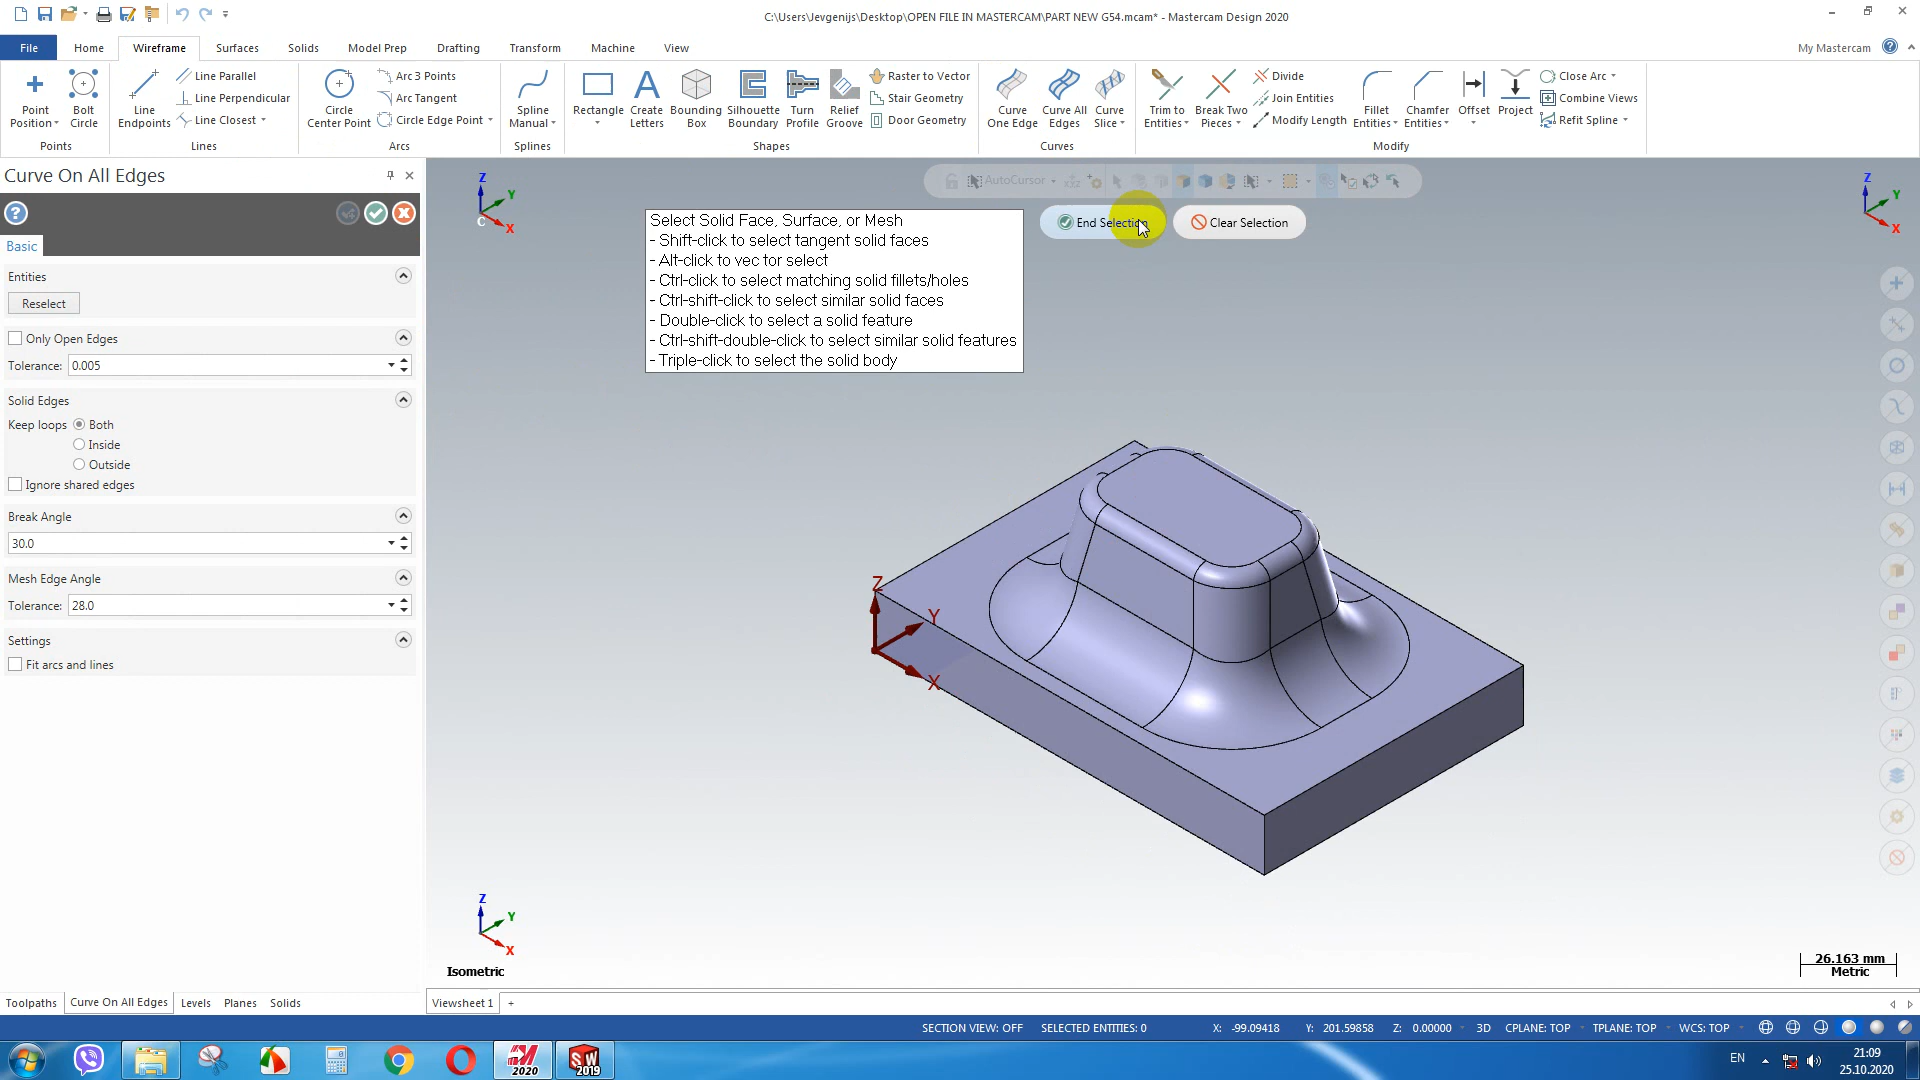 C:\Users\Jevgenijs\Desktop\OPEN FILE IN MASTERCAM\PART NEW G54.mcam* - Mastercam Design 2020
File Home Wireframe Surfaces Solids Model Prep Drafting Transform Machine View My Mastercam
Point Position
Bolt Circle
Points
Line Endpoints
Line Parallel
Line Perpendicular
Line Closest
Lines
Circle Center Point
Arc 3 Points
Arc Tangent
Circle Edge Point
Arcs
Spline Manual
Splines
Rectangle
Create Letters
Bounding Box
Silhouette Boundary
Turn Profile
Relief Groove
Raster to Vector
Stair Geometry
Door Geometry
Shapes
Curve One Edge
Curve All Edges
Curve Slice
Curves
Trim to Entities
Break Two Pieces
Divide
Join Entities
Modify Length
Fillet Entities
Chamfer Entities
Offset
Project
Close Arc
Combine Views
Refit Spline
Modify
Curve On All Edges
Basic
Entities
Reselect
Only Open Edges
Tolerance: 0.005
Solid Edges
Keep loops Both
Inside
Outside
Ignore shared edges
Break Angle
30.0
Mesh Edge Angle
Tolerance: 28.0
Settings
Fit arcs and lines
Toolpaths Curve On All Edges Levels Planes Solids
AutoCursor
End Selection
Clear Selection
Select Solid Face, Surface, or Mesh
- Shift-click to select tangent solid faces
- Alt-click to vector select
- Ctrl-click to select matching solid fillets/holes
- Ctrl-shift-click to select similar solid faces
- Double-click to select a solid feature
- Ctrl-shift-double-click to select similar solid features
- Triple-click to select the solid body
Z
Y
X
C
Z
Y
X
Z
Y
X
Z
Y
X
Isometric
26.163 mm
Metric
Viewsheet 1 +
SECTION VIEW: OFF SELECTED ENTITIES: 0 X: -99.09418 Y: 201.59858 Z: 0.00000 3D CPLANE: TOP TPLANE: TOP WCS: TOP
2020
SW
2019
EN
21:09
25.10.2020